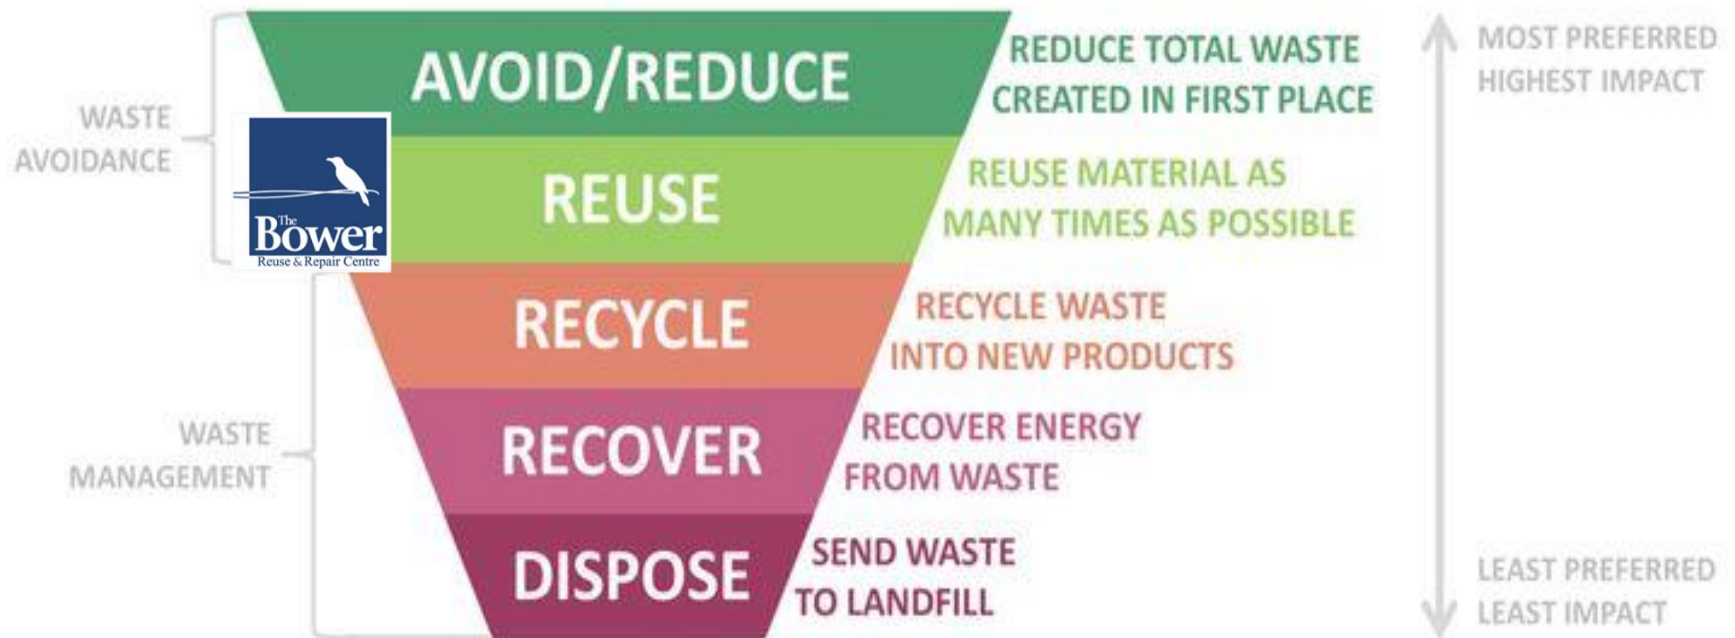 AVOID/REDUCE
REDUCE TOTAL WASTE
CREATED IN FIRST PLACE
MOST PREFERRED
HIGHEST IMPACT
WASTE
AVOIDANCE
The
Bower
Reuse & Repair Centre
REUSE
REUSE MATERIAL AS
MANY TIMES AS POSSIBLE
RECYCLE
RECYCLE WASTE
INTO NEW PRODUCTS
WASTE
MANAGEMENT
RECOVER
RECOVER ENERGY
FROM WASTE
DISPOSE
SEND WASTE
TO LANDFILL
LEAST PREFERRED
LEAST IMPACT